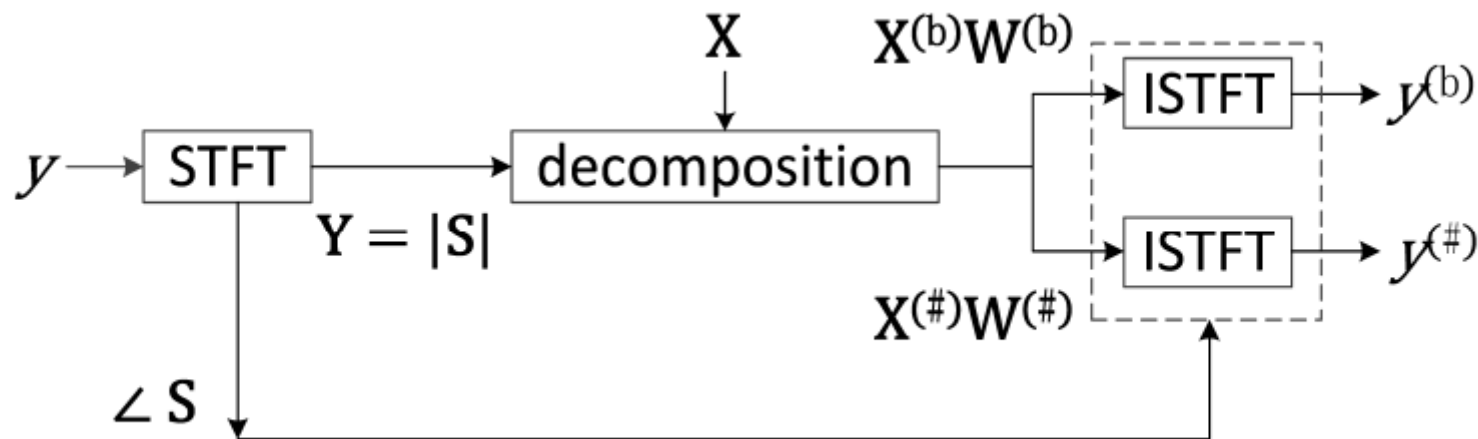 X
X(b)W(b)
ISTFT
y(b)
y
STFT
decomposition
Y = |S|
ISTFT
y(#)
X(#)W(#)
∠ S